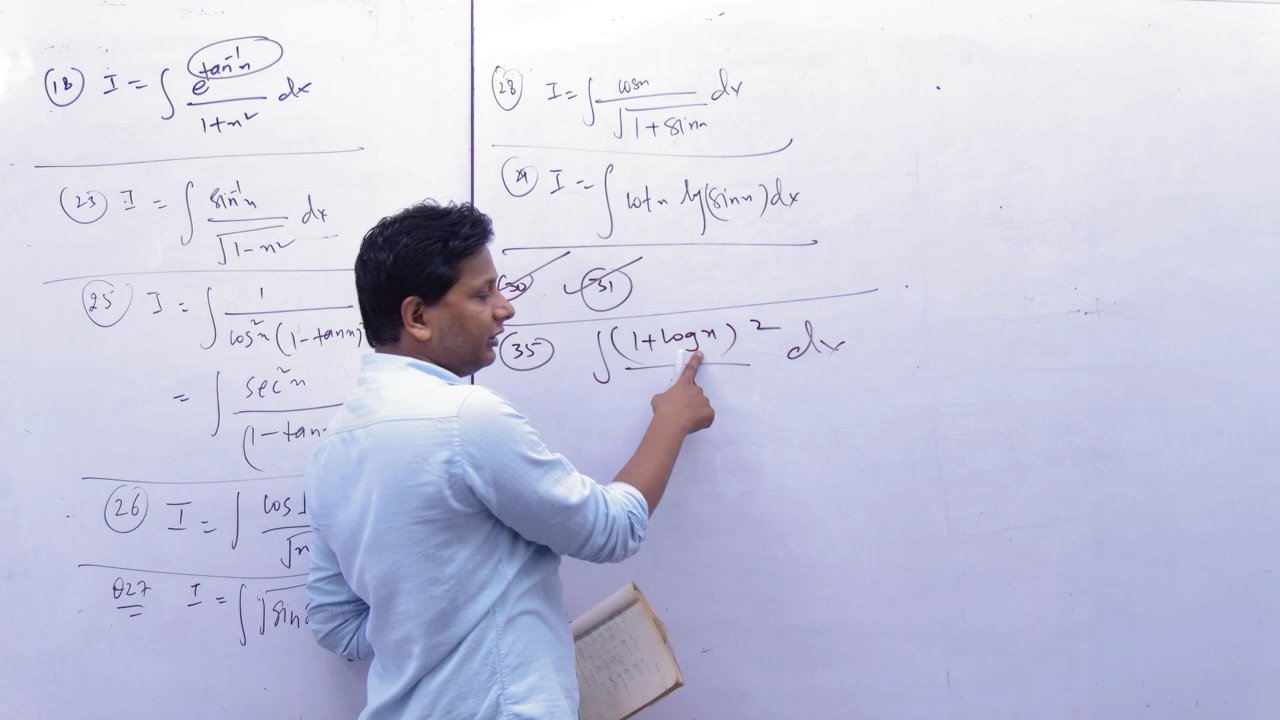 (18) I = ∫ e^tan⁻¹x / 1+x² dx
(23) I = ∫ sin⁻¹x / √1-x² dx
(25) I = ∫ 1 / cos²x (1-tanx)
= ∫ sec²x / (1-tan
(26) I = ∫ cos √x
Q27 I = ∫ √sin
(28) I = ∫ cosx / √1+sinx dx
(29) I = ∫ cotx log(sinx) dx
(30) (31)
(35) ∫ (1+logx)² dx